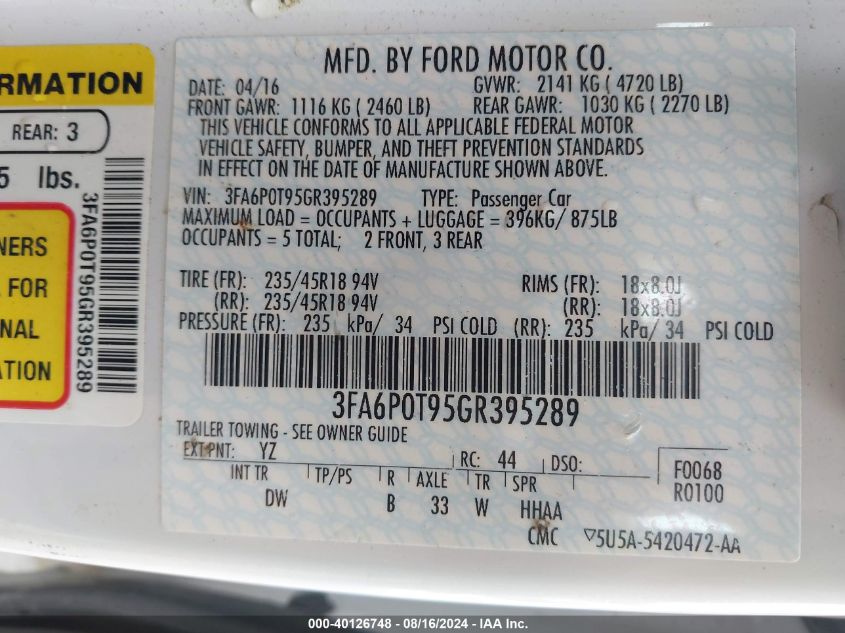 RMATION
REAR: 3
5 lbs.
NERS
FOR
NAL
ATION
3FA6P0T95GR395289
MFD. BY FORD MOTOR CO.
DATE: 04/16 GVWR: 2141 KG ( 4720 LB)
FRONT GAWR: 1116 KG ( 2460 LB) REAR GAWR: 1030 KG ( 2270 LB)
THIS VEHICLE CONFORMS TO ALL APPLICABLE FEDERAL MOTOR
VEHICLE SAFETY, BUMPER, AND THEFT PREVENTION STANDARDS
IN EFFECT ON THE DATE OF MANUFACTURE SHOWN ABOVE.
VIN: 3FA6P0T95GR395289 TYPE: Passenger Car
MAXIMUM LOAD = OCCUPANTS + LUGGAGE = 396KG/ 875LB
OCCUPANTS = 5 TOTAL; 2 FRONT, 3 REAR
TIRE (FR): 235/45R18 94V RIMS (FR): 18x8.0J
(RR): 235/45R18 94V (RR): 18x8.0J
PRESSURE (FR): 235 kPa/ 34 PSI COLD (RR): 235 kPa/ 34 PSI COLD
3FA6P0T95GR395289
TRAILER TOWING - SEE OWNER GUIDE
EXT PNT: YZ RC: 44 DSO: F0068
INT TR TP/PS R AXLE TR SPR R0100
DW B 33 W HHAA
CMC ▽5U5A-5420472-AA
000-40126748 - 08/16/2024 - IAA Inc.